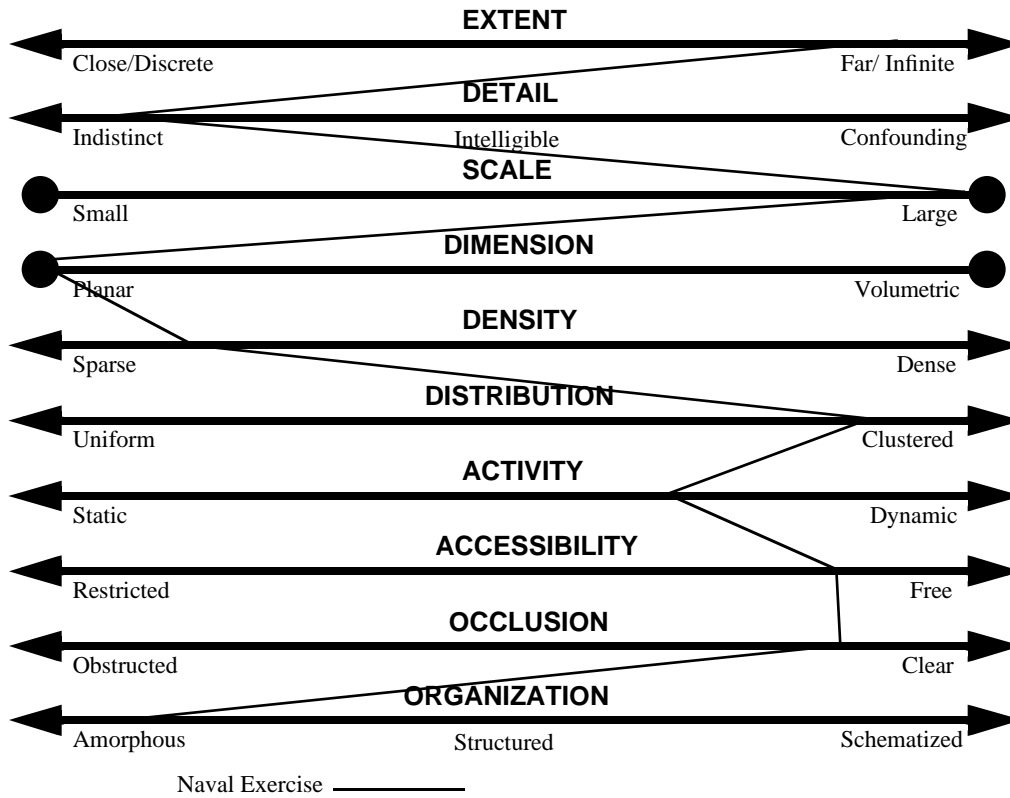 EXTENT
Close/Discrete Far/ Infinite
DETAIL
Indistinct Intelligible Confounding
SCALE
Small Large
DIMENSION
Planar Volumetric
DENSITY
Sparse Dense
DISTRIBUTION
Uniform Clustered
ACTIVITY
Static Dynamic
ACCESSIBILITY
Restricted Free
OCCLUSION
Obstructed Clear
ORGANIZATION
Amorphous Structured Schematized
Naval Exercise